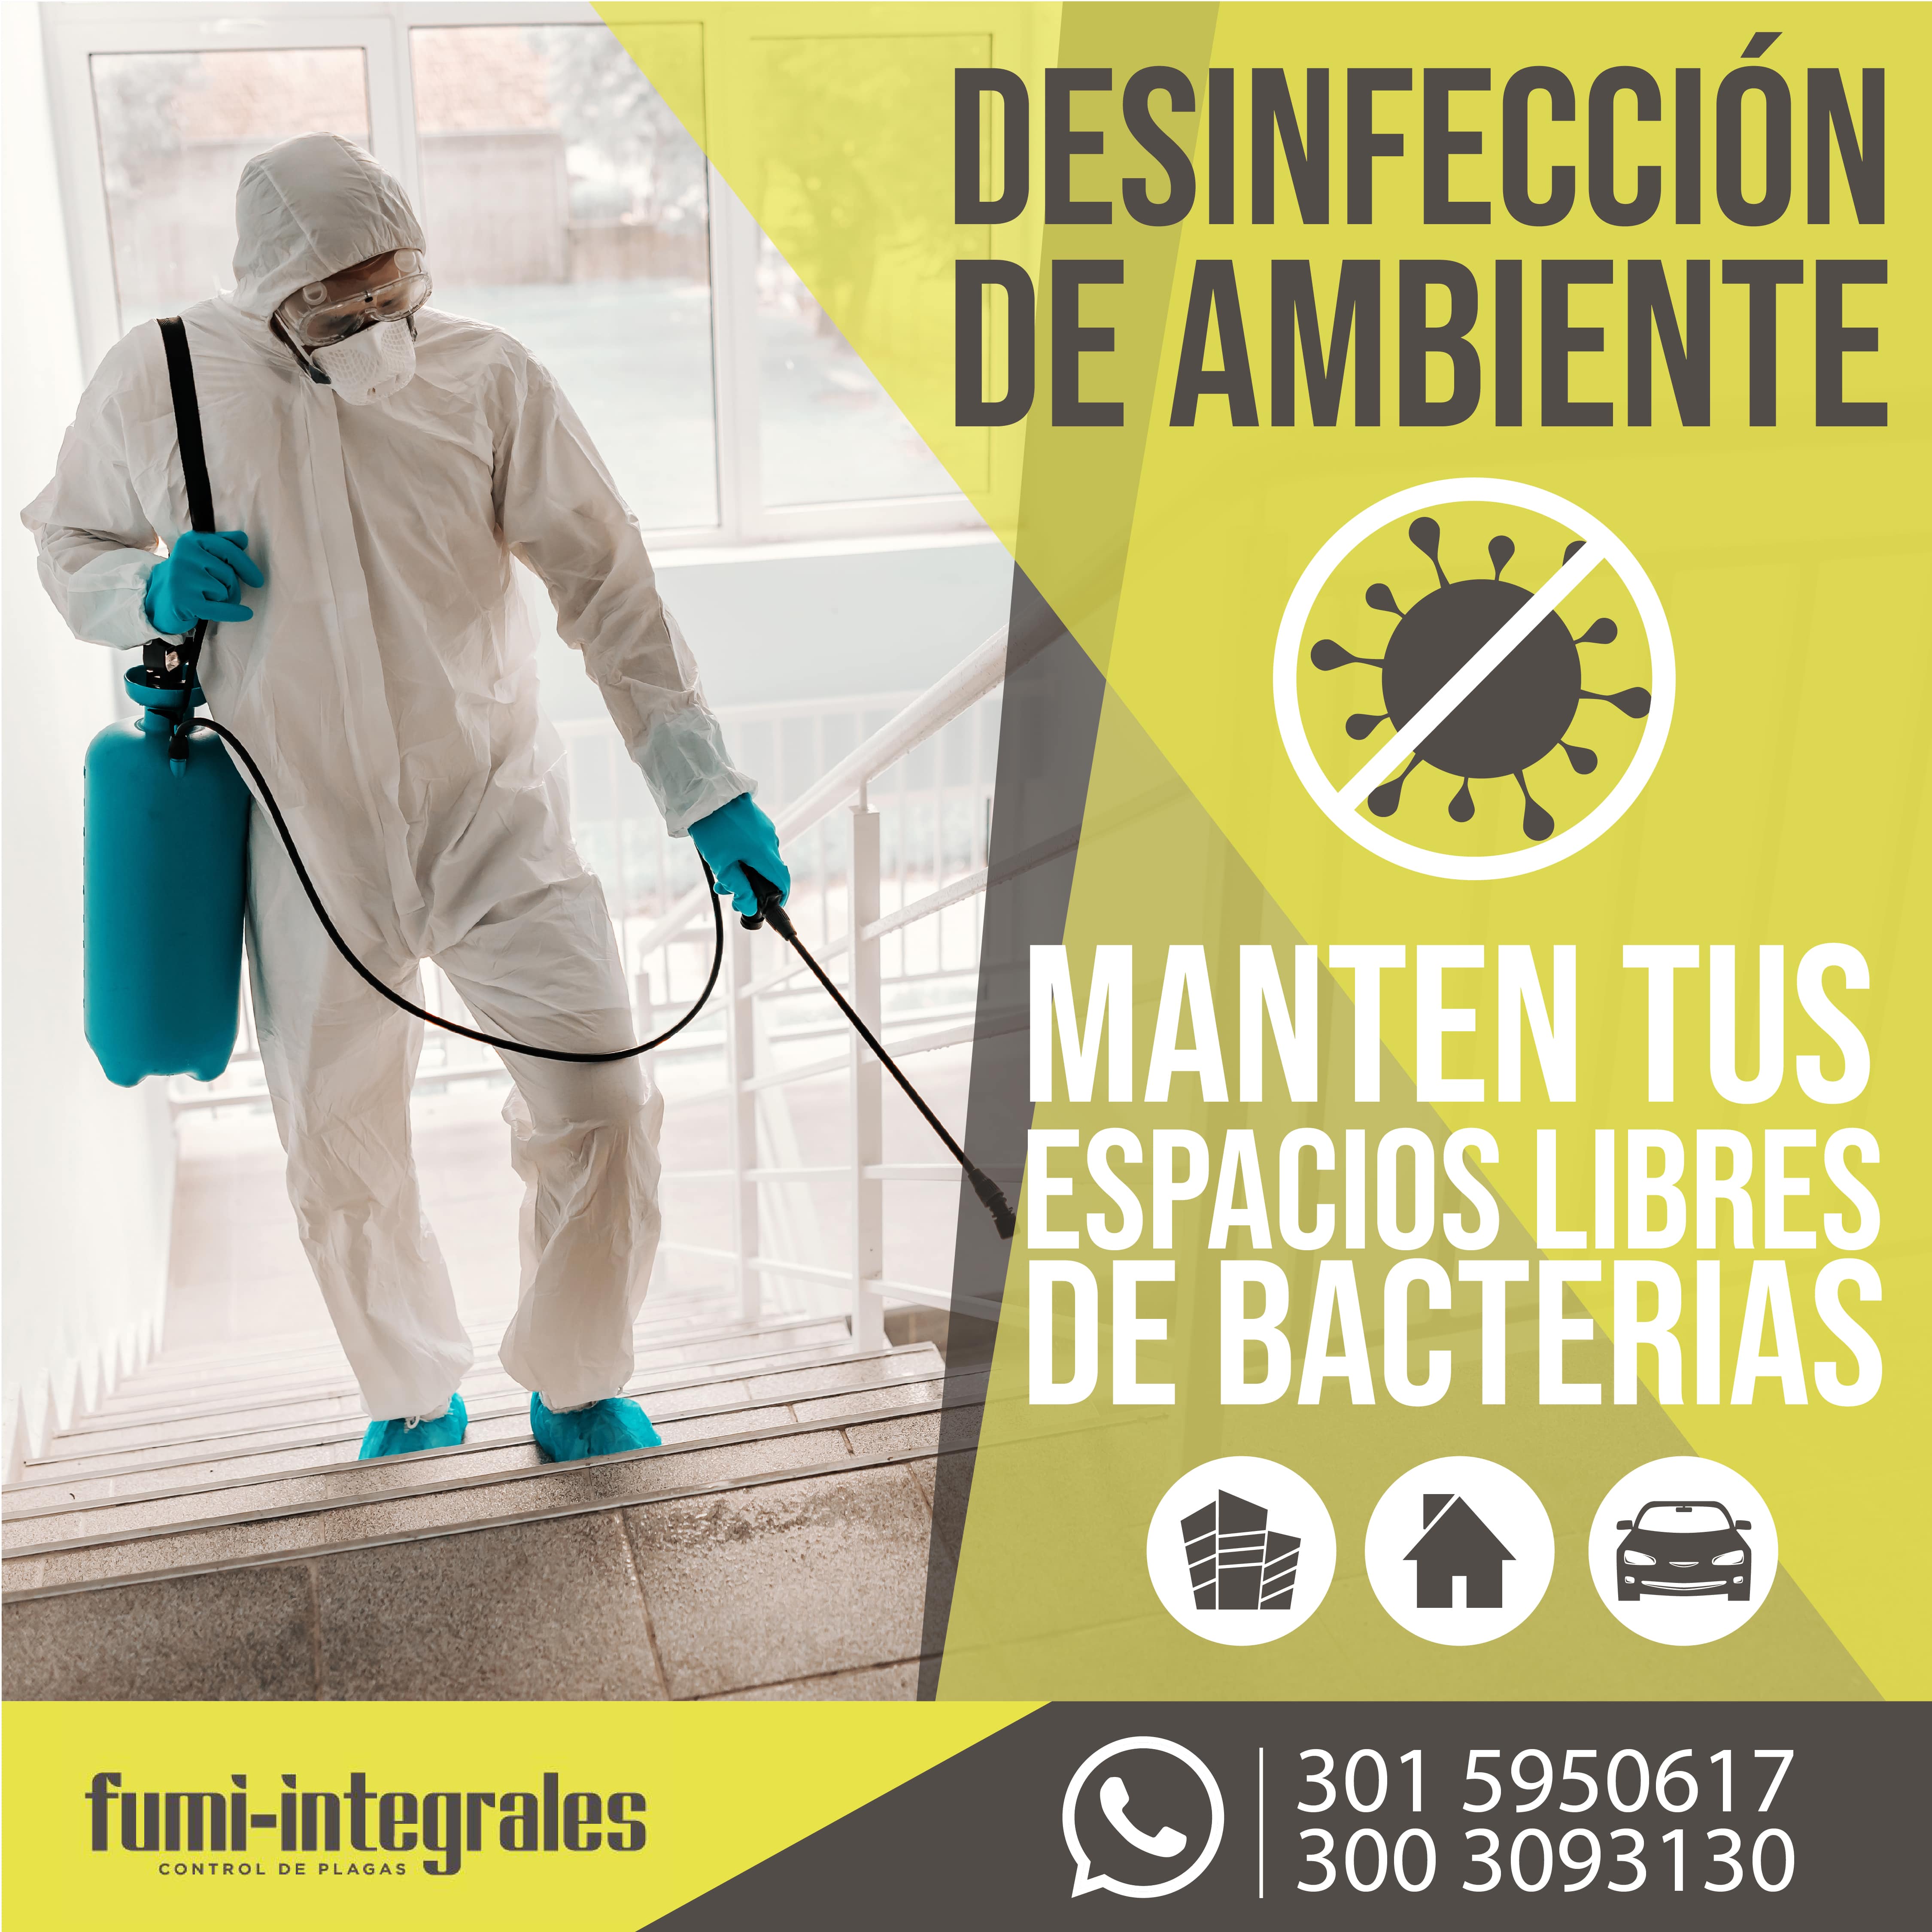 DESINFECCIÓN
DE AMBIENTE
MANTEN TUS
ESPACIOS LIBRES
DE BACTERIAS
fumi-integrales
CONTROL DE PLAGAS
301 5950617
300 3093130